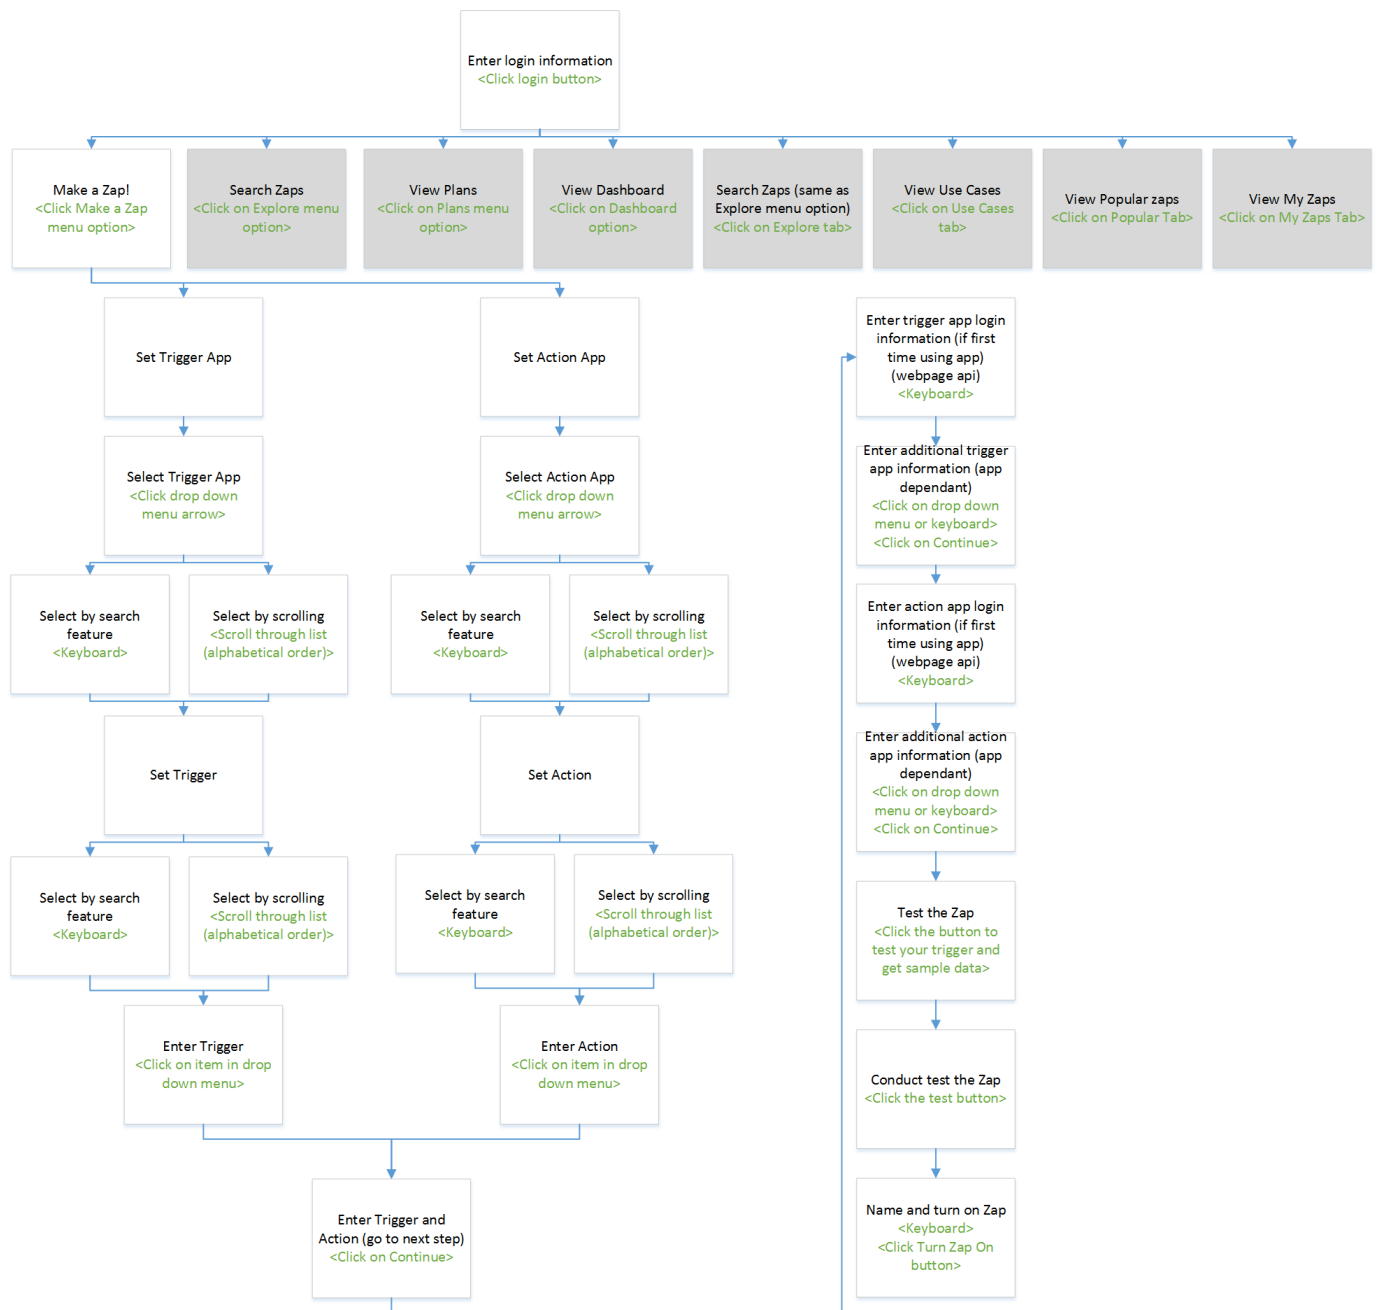 Enter login information
<Click login button>
Make a Zap!
<Click Make a Zap
menu option>
Search Zaps
<Click on Explore menu
option>
View Plans
<Click on Plans menu
option>
View Dashboard
<Click on Dashboard
option>
Search Zaps (same as
Explore menu option)
<Click on Explore tab>
View Use Cases
<Click on Use Cases
tab>
View Popular zaps
<Click on Popular Tab>
View My Zaps
<Click on My Zaps Tab>
Set Trigger App
Select Trigger App
<Click drop down
menu arrow>
Select by search
feature
<Keyboard>
Select by scrolling
<Scroll through list
(alphabetical order)>
Set Trigger
Select by search
feature
<Keyboard>
Select by scrolling
<Scroll through list
(alphabetical order)>
Enter Trigger
<Click on item in drop
down menu>
Set Action App
Select Action App
<Click drop down
menu arrow>
Select by search
feature
<Keyboard>
Select by scrolling
<Scroll through list
(alphabetical order)>
Set Action
Select by search
feature
<Keyboard>
Select by scrolling
<Scroll through list
(alphabetical order)>
Enter Action
<Click on item in drop
down menu>
Enter Trigger and
Action (go to next step)
<Click on Continue>
Enter trigger app login
information (if first
time using app)
(webpage api)
<Keyboard>
Enter additional trigger
app information (app
dependant)
<Click on drop down
menu or keyboard>
<Click on Continue>
Enter action app login
information (if first
time using app)
(webpage api)
<Keyboard>
Enter additional action
app information (app
dependant)
<Click on drop down
menu or keyboard>
<Click on Continue>
Test the Zap
<Click the button to
test your trigger and
get sample data>
Conduct test the Zap
<Click the test button>
Name and turn on Zap
<Keyboard>
<Click Turn Zap On
button>